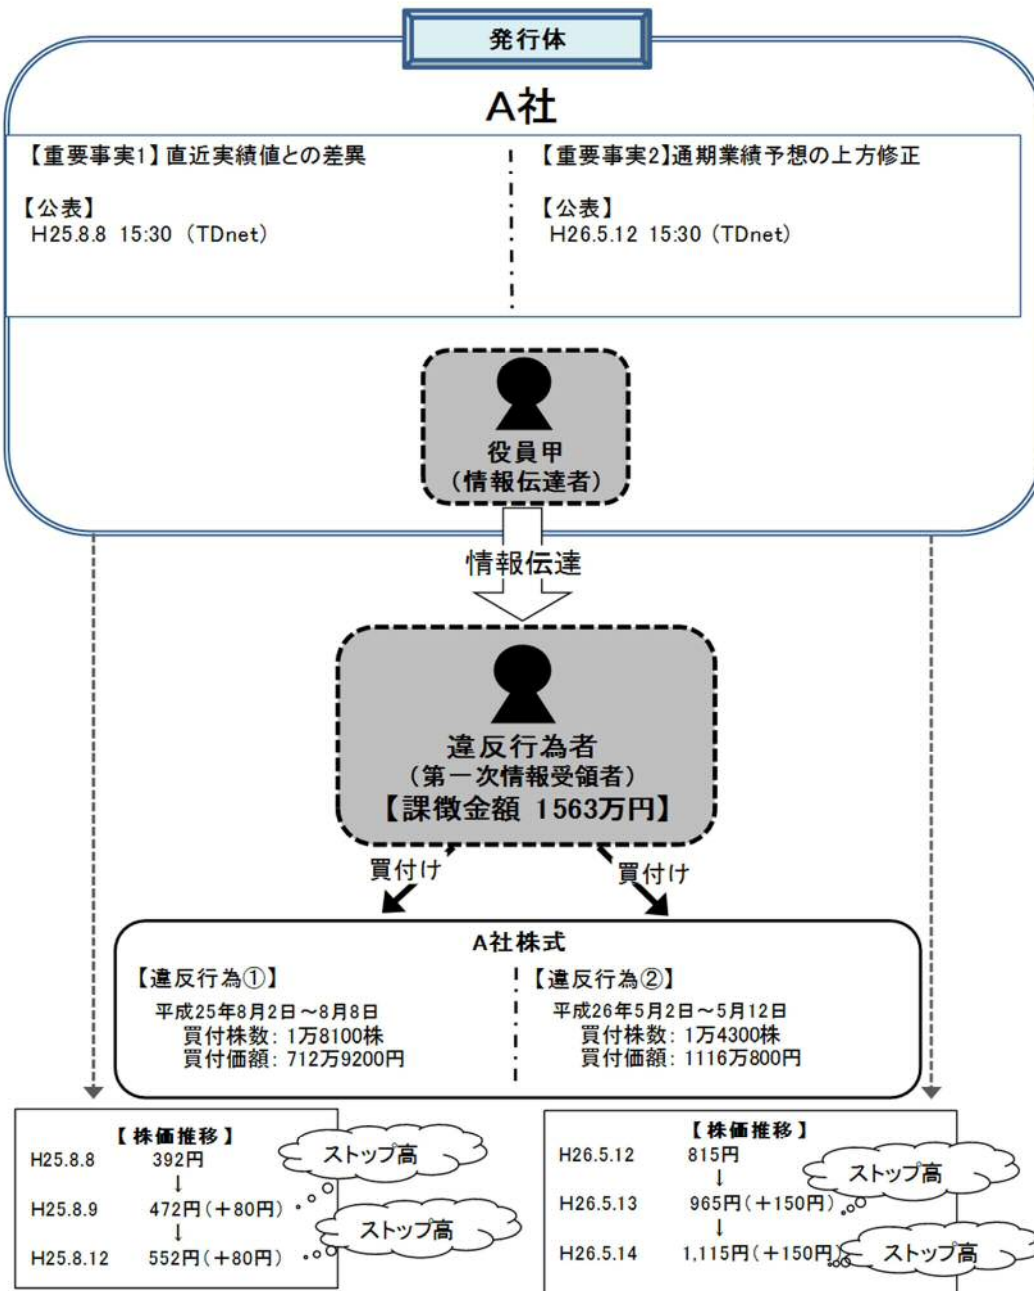 発行体
A社
【重要事実1】直近実績値との差異
【公表】
H25.8.8 15:30 (TDnet)
【重要事実2】通期業績予想の上方修正
【公表】
H26.5.12 15:30 (TDnet)
役員甲
(情報伝達者)
情報伝達
違反行為者
(第一次情報受領者)
【課徴金額 1563万円】
買付け
買付け
A社株式
【違反行為①】
平成25年8月2日～8月8日
買付株数: 1万8100株
買付価額: 712万9200円
【違反行為②】
平成26年5月2日～5月12日
買付株数: 1万4300株
買付価額: 1116万800円
【株価推移】
H25.8.8 392円
↓
H25.8.9 472円(+80円)
↓
H25.8.12 552円(+80円)
ストップ高
ストップ高
【株価推移】
H26.5.12 815円
↓
H26.5.13 965円(+150円)
↓
H26.5.14 1,115円(+150円)
ストップ高
ストップ高